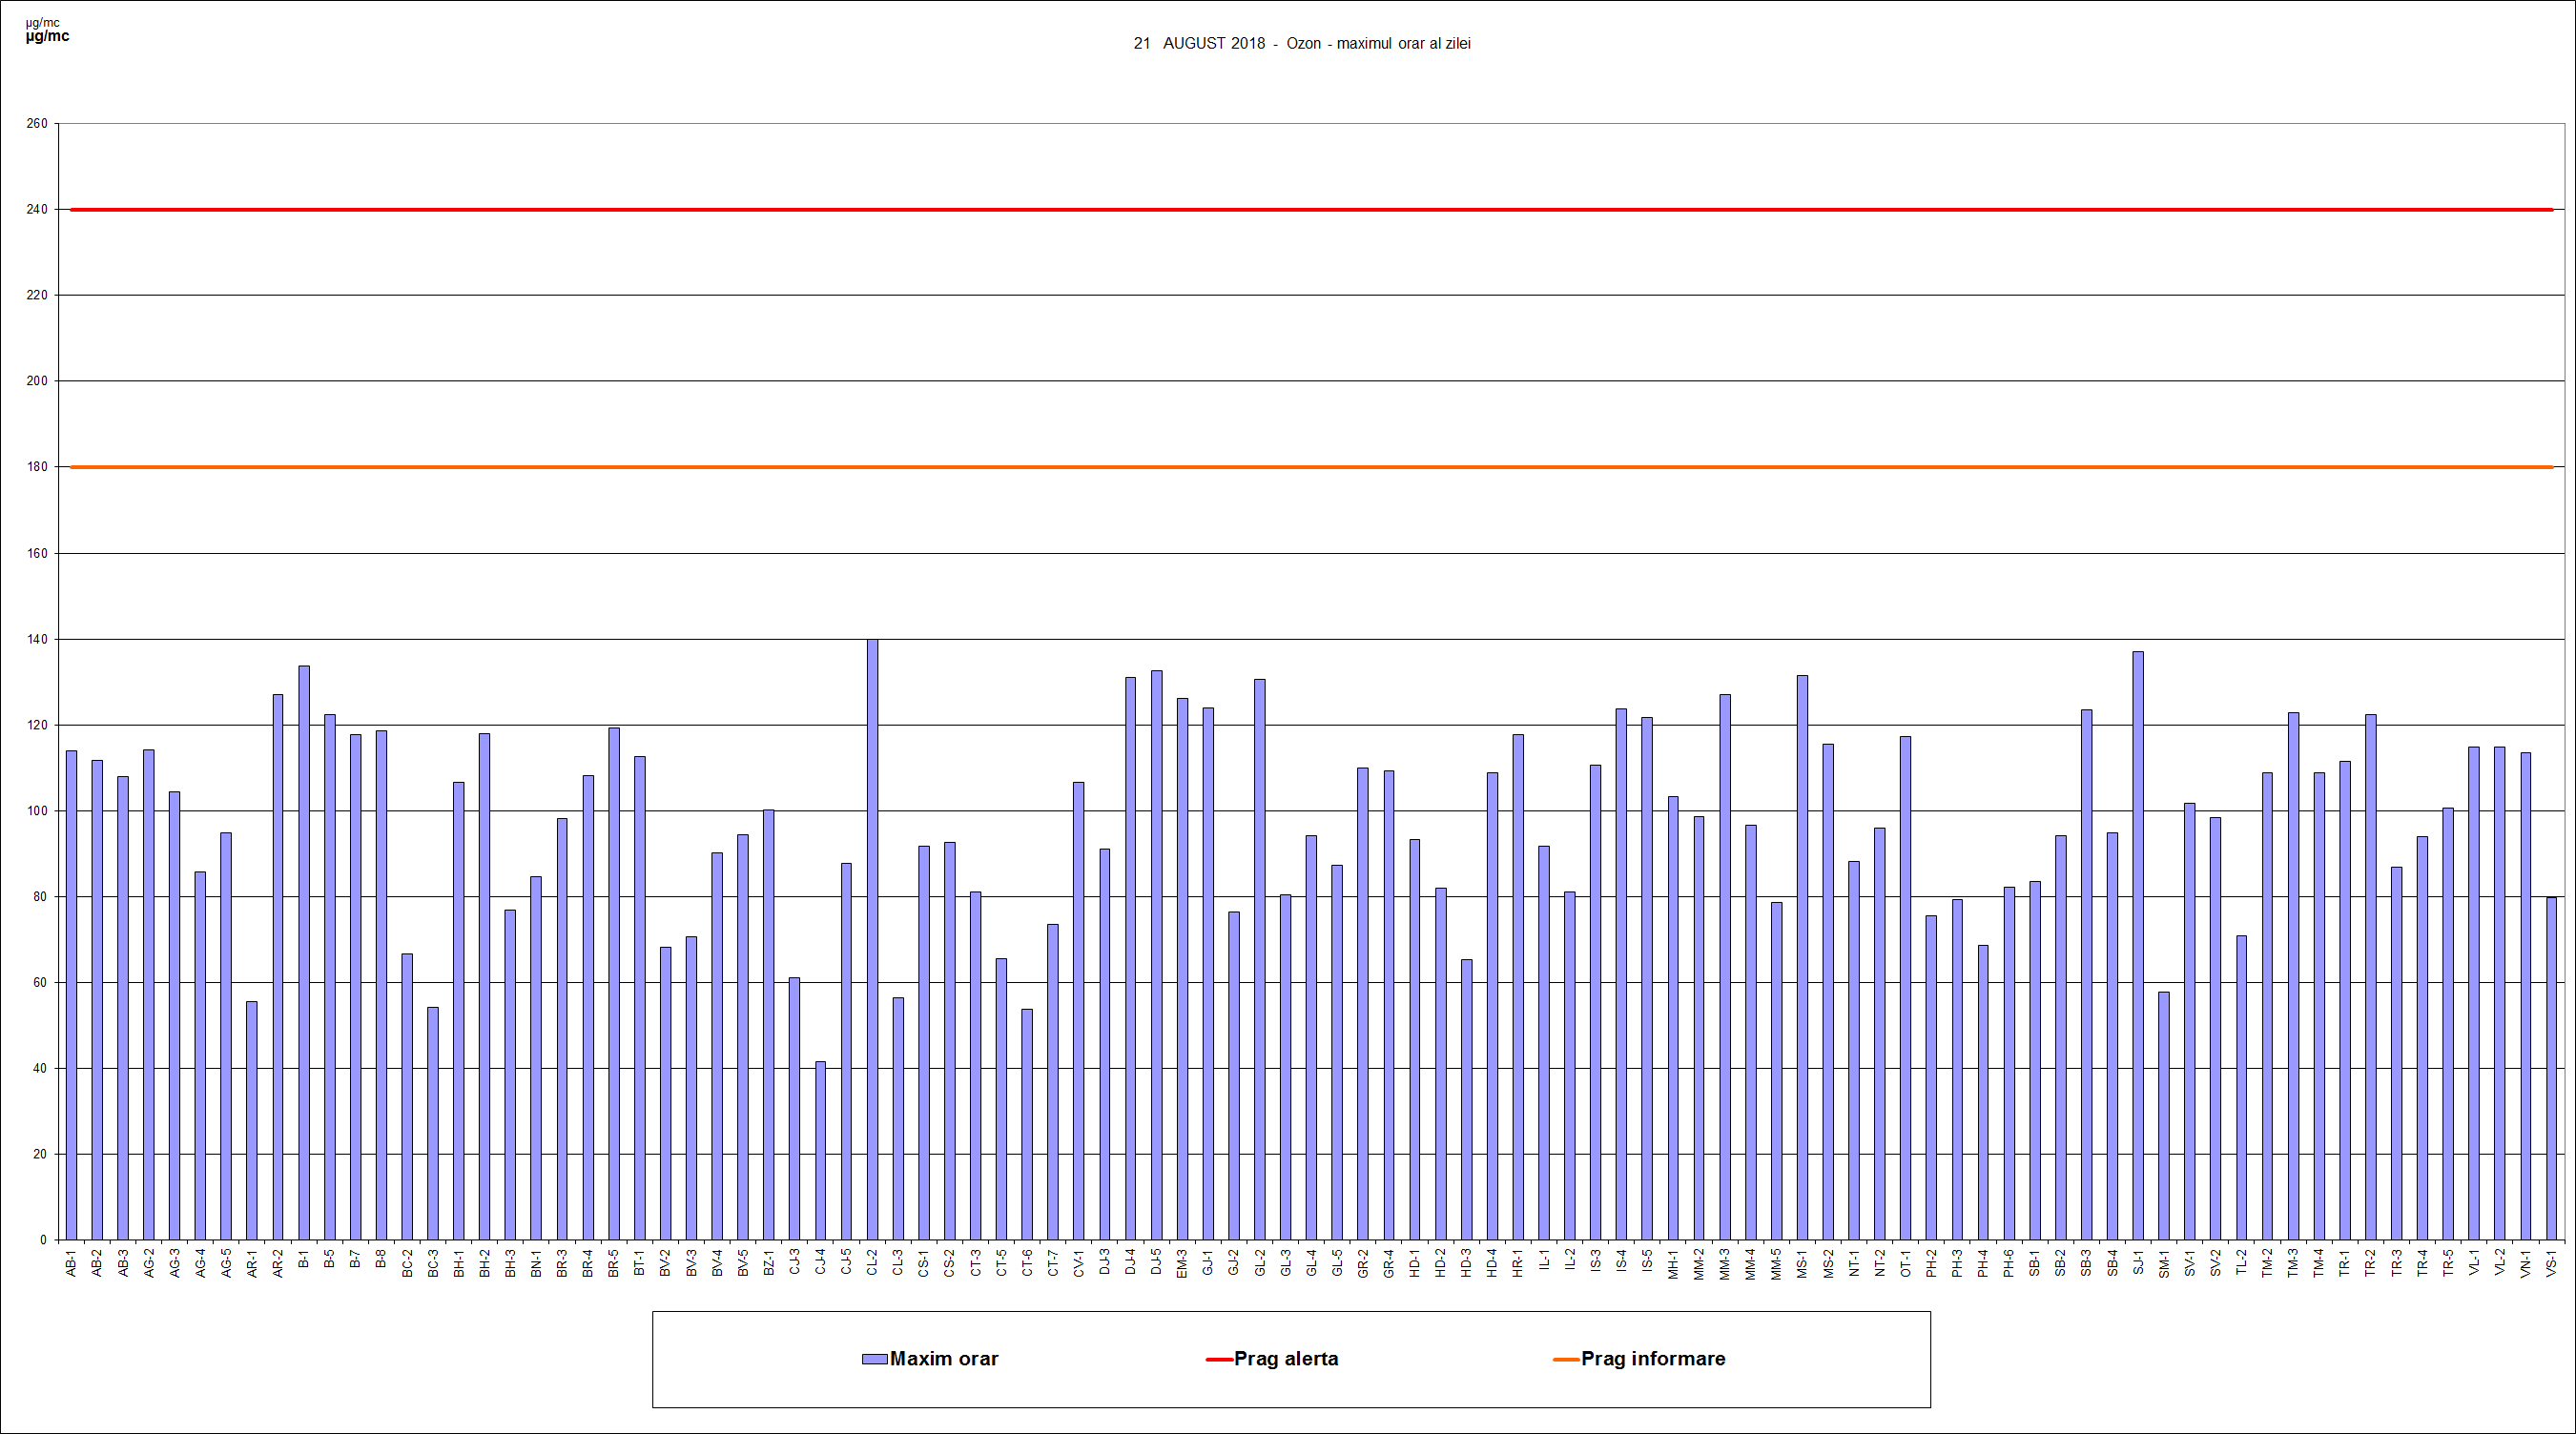 µg/mc
µg/mc
21 AUGUST 2018 - Ozon - maximul orar al zilei
260
240
220
200
180
160
140
120
100
80
60
40
20
0
AB-1 AB-2 AB-3 AG-2 AG-3 AG-4 AG-5 AR-1 AR-2 B-1 B-5 B-7 B-8 BC-2 BC-3 BH-1 BH-2 BH-3 BN-1 BR-3 BR-4 BR-5 BT-1 BV-2 BV-3 BV-4 BV-5 BZ-1 CJ-3 CJ-4 CJ-5 CL-2 CL-3 CS-1 CS-2 CT-3 CT-5 CT-6 CT-7 CV-1 DJ-3 DJ-4 DJ-5 EM-3 GJ-1 GJ-2 GL-2 GL-3 GL-4 GL-5 GR-2 GR-4 HD-1 HD-2 HD-3 HD-4 HR-1 IL-1 IL-2 IS-3 IS-4 IS-5 MH-1 MM-2 MM-3 MM-4 MM-5 MS-1 MS-2 NT-1 NT-2 OT-1 PH-2 PH-3 PH-4 PH-6 SB-1 SB-2 SB-3 SB-4 SJ-1 SM-1 SV-1 SV-2 TL-2 TM-2 TM-3 TM-4 TR-1 TR-2 TR-3 TR-4 TR-5 VL-1 VL-2 VN-1 VS-1
Maxim orar Prag alerta Prag informare